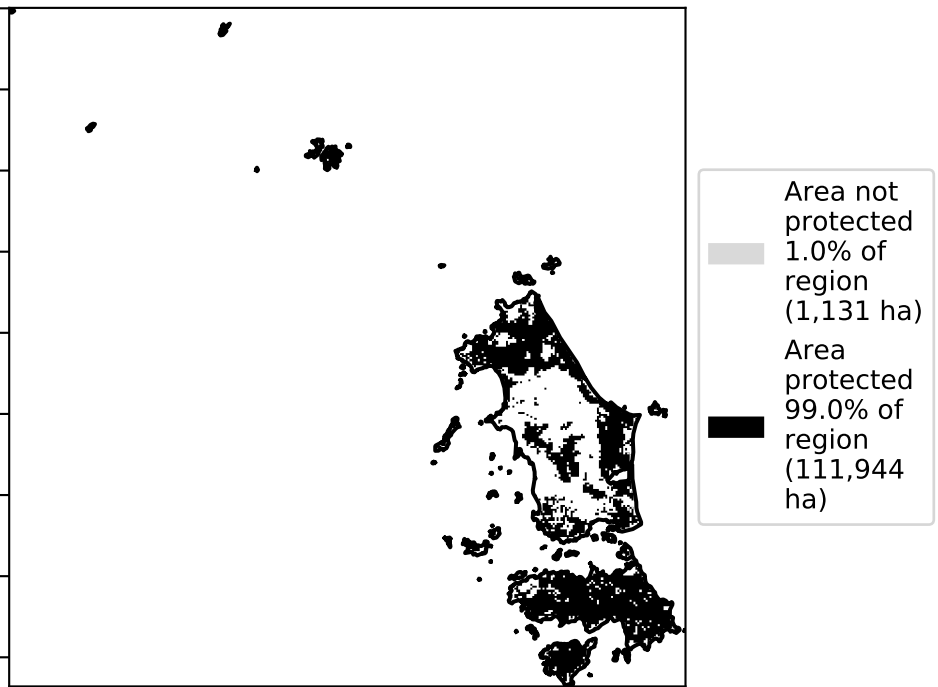 Area not
protected
1.0% of
region
(1,131 ha)
Area
protected
99.0% of
region
(111,944
ha)